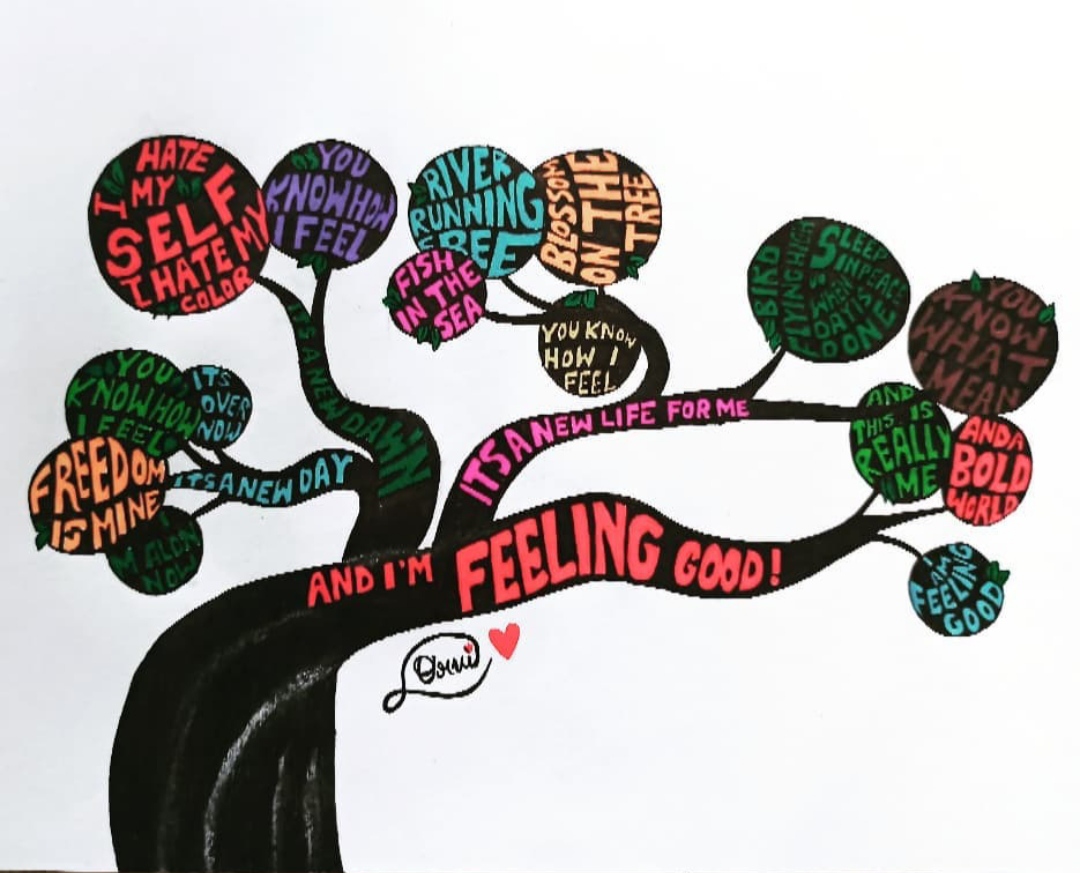 I HATE
MY
SELF
I HATE MY
COLOR
YOU
KNOW HOW
I FEEL
RIVER
RUNNING
FREE
BLOSSOM
ON THE
TREE
FISH
IN THE
SEA
YOU KNOW
HOW I
FEEL
BIRD
FLYING HIGH
SLEEP
IN PEACE
WHEN
DAY IS
DONE
YOU
KNOW
WHAT
I MEAN
ITS A NEW DAWN
YOU
KNOW HOW
I FEEL
ITS
OVER
NOW
FREEDOM
IS MINE
ITS A NEW DAY
I
M ALON
NOW
ITS A NEW LIFE FOR ME
AND
THIS IS
REALLY
ME
AND A
BOLD
WORLD
AND I'M FEELING GOOD!
I
AM
FEELING
GOOD